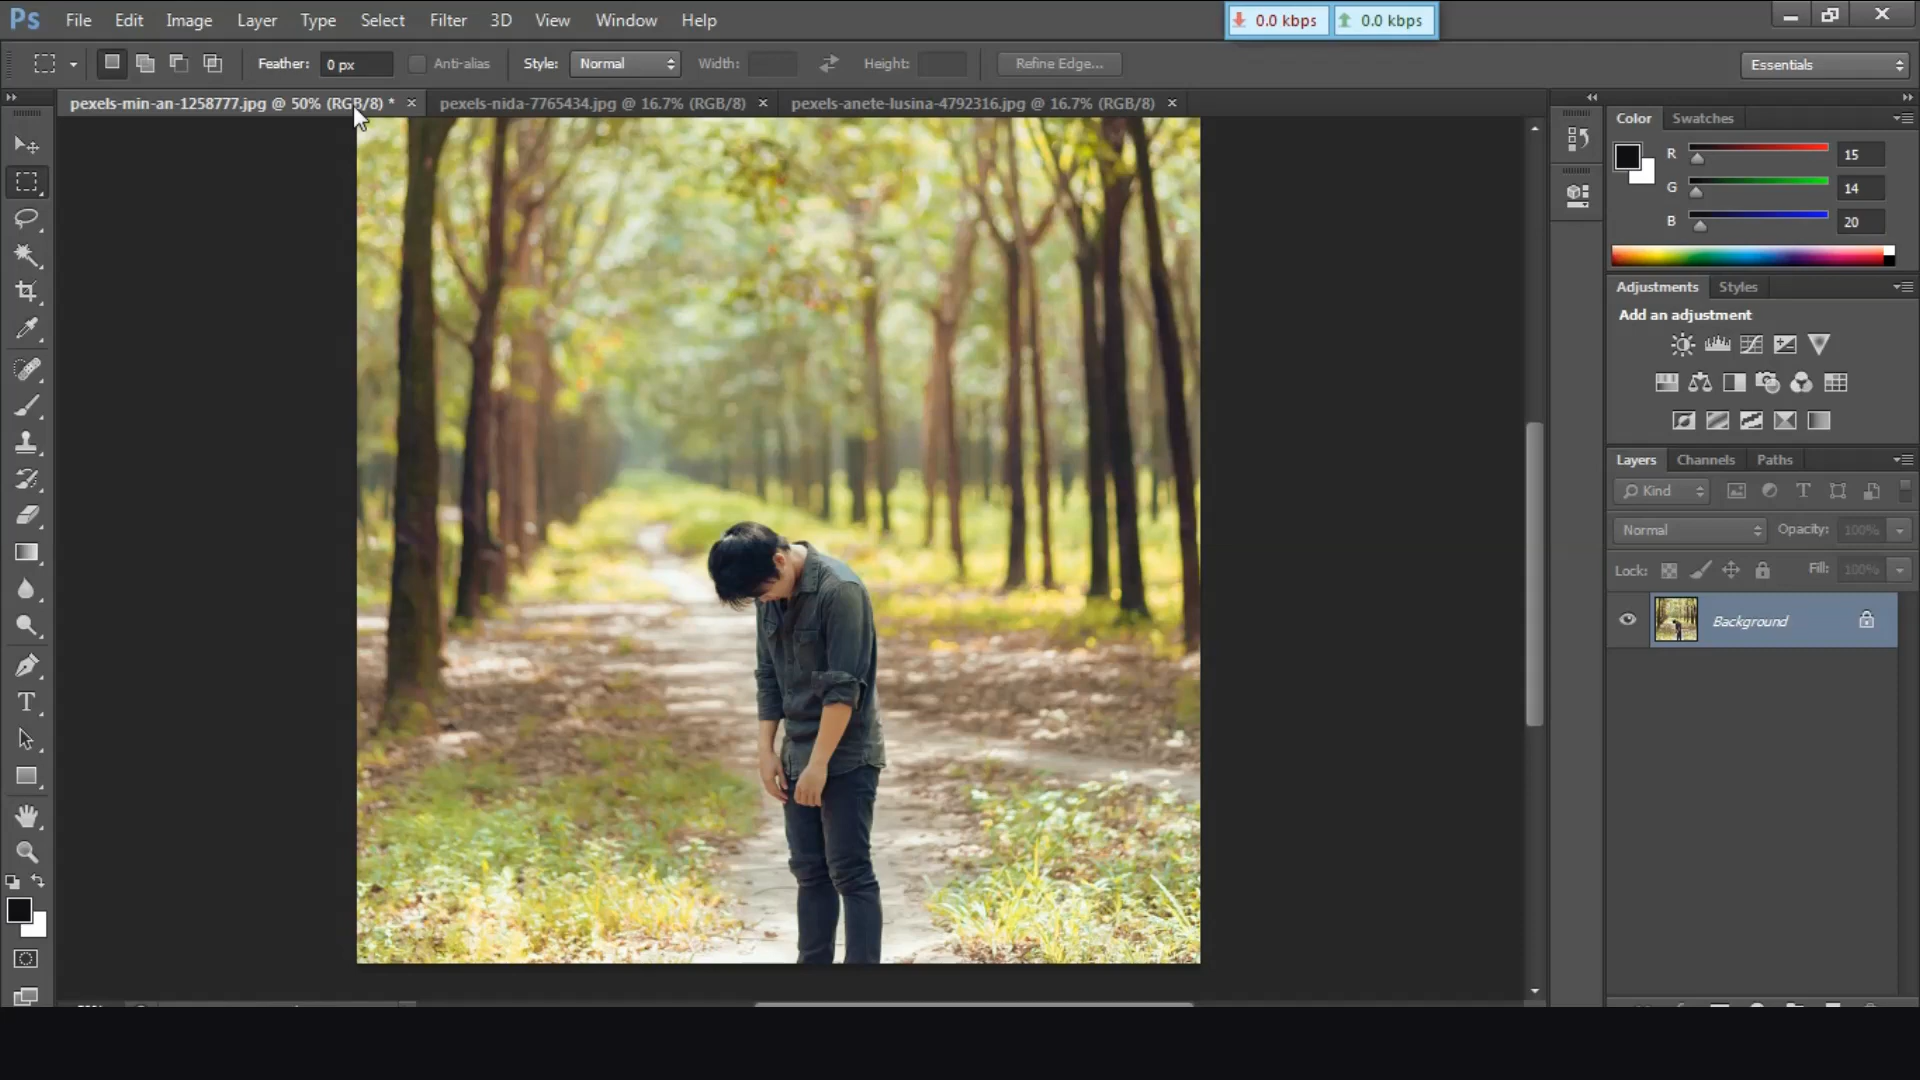 Ps File Edit Image Layer Type Select Filter 3D View Window Help 0.0 kbps 0.0 kbps
Feather: 0 px Anti-alias Style: Normal Width: Height: Refine Edge... Essentials
pexels-min-an-1258777.jpg @ 50% (RGB/8) * pexels-nida-7765434.jpg @ 16.7% (RGB/8) pexels-anete-lusina-4792316.jpg @ 16.7% (RGB/8)
Color Swatches
R 15
G 14
B 20
Adjustments Styles
Add an adjustment
Layers Channels Paths
Kind
Normal Opacity: 100%
Lock: Fill: 100%
Background